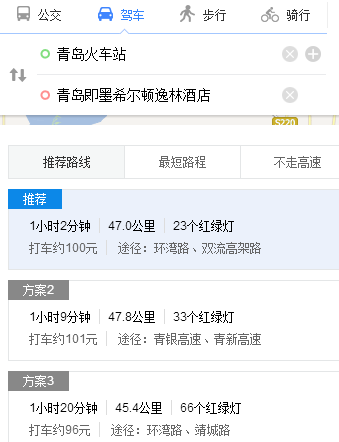 公交 驾车 步行 骑行
青岛火车站
青岛即墨希尔顿逸林酒店
S220
推荐路线 最短路程 不走高速
推荐
1小时2分钟 47.0公里 23个红绿灯
打车约100元 途径：环湾路、双流高架路
方案2
1小时9分钟 47.8公里 33个红绿灯
打车约101元 途径：青银高速、青新高速
方案3
1小时20分钟 45.4公里 66个红绿灯
打车约96元 途径：环湾路、蒲城路